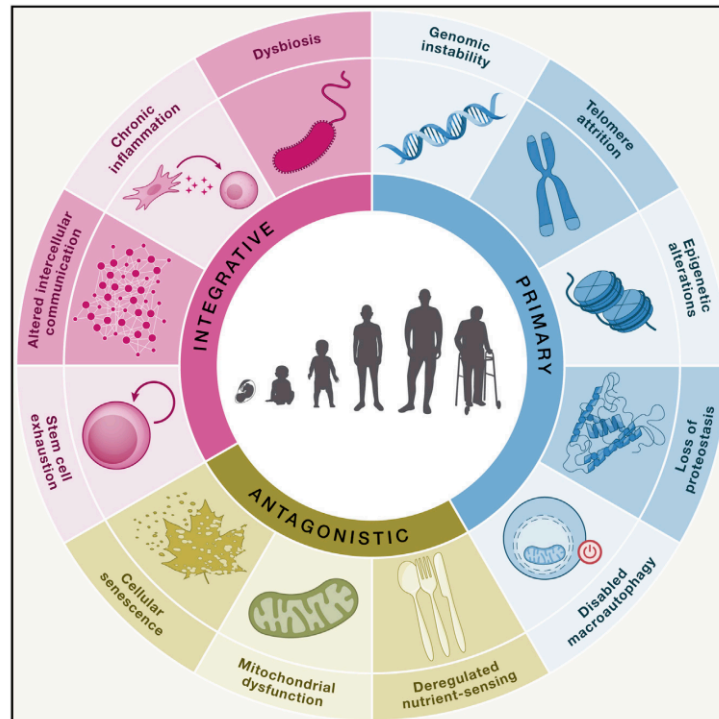 Genomic
instability
Telomere
attrition
Epigenetic
alterations
Loss of
proteostasis
Disabled
macroautophagy
Deregulated
nutrient-sensing
Mitochondrial
dysfunction
Cellular
senescence
Stem cell
exhaustion
Altered intercellular
communication
Chronic
inflammation
Dysbiosis
PRIMARY
ANTAGONISTIC
INTEGRATIVE